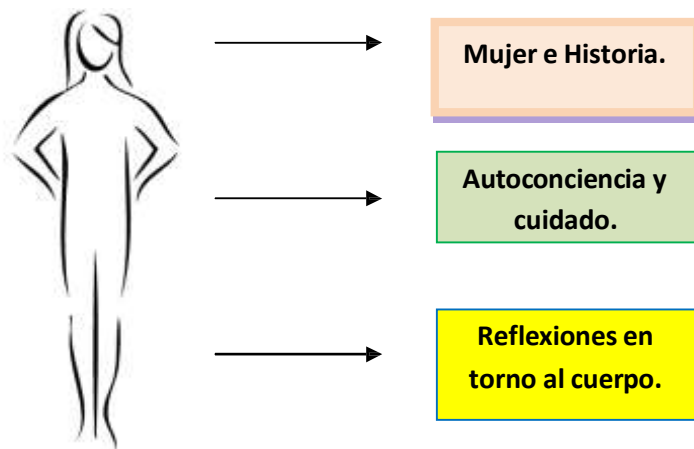 Mujer e Historia.
Autoconciencia y
cuidado.
Reflexiones en
torno al cuerpo.